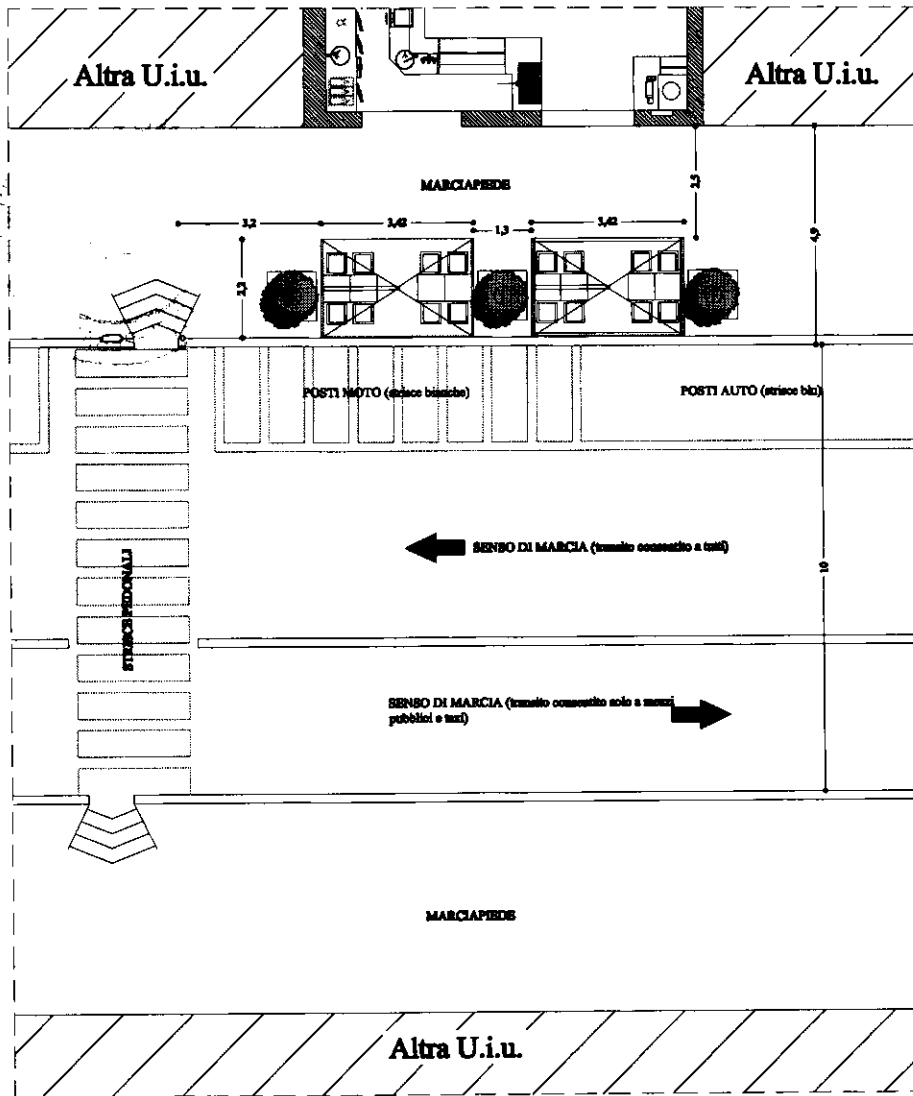 Altra U.i.u.
Altra U.i.u.
MARCIAPIEDE
2,5
4,9
3,2
3,42
1,3
3,42
2,2
POSTI MOTO (strisce bianche)
POSTI AUTO (strisce blu)
SENSO DI MARCIA (transito consentito a tutti)
STRISCE PEDONALI
10
SENSO DI MARCIA (transito consentito solo a mezzi
pubblici e taxi)
MARCIAPIEDE
Altra U.i.u.